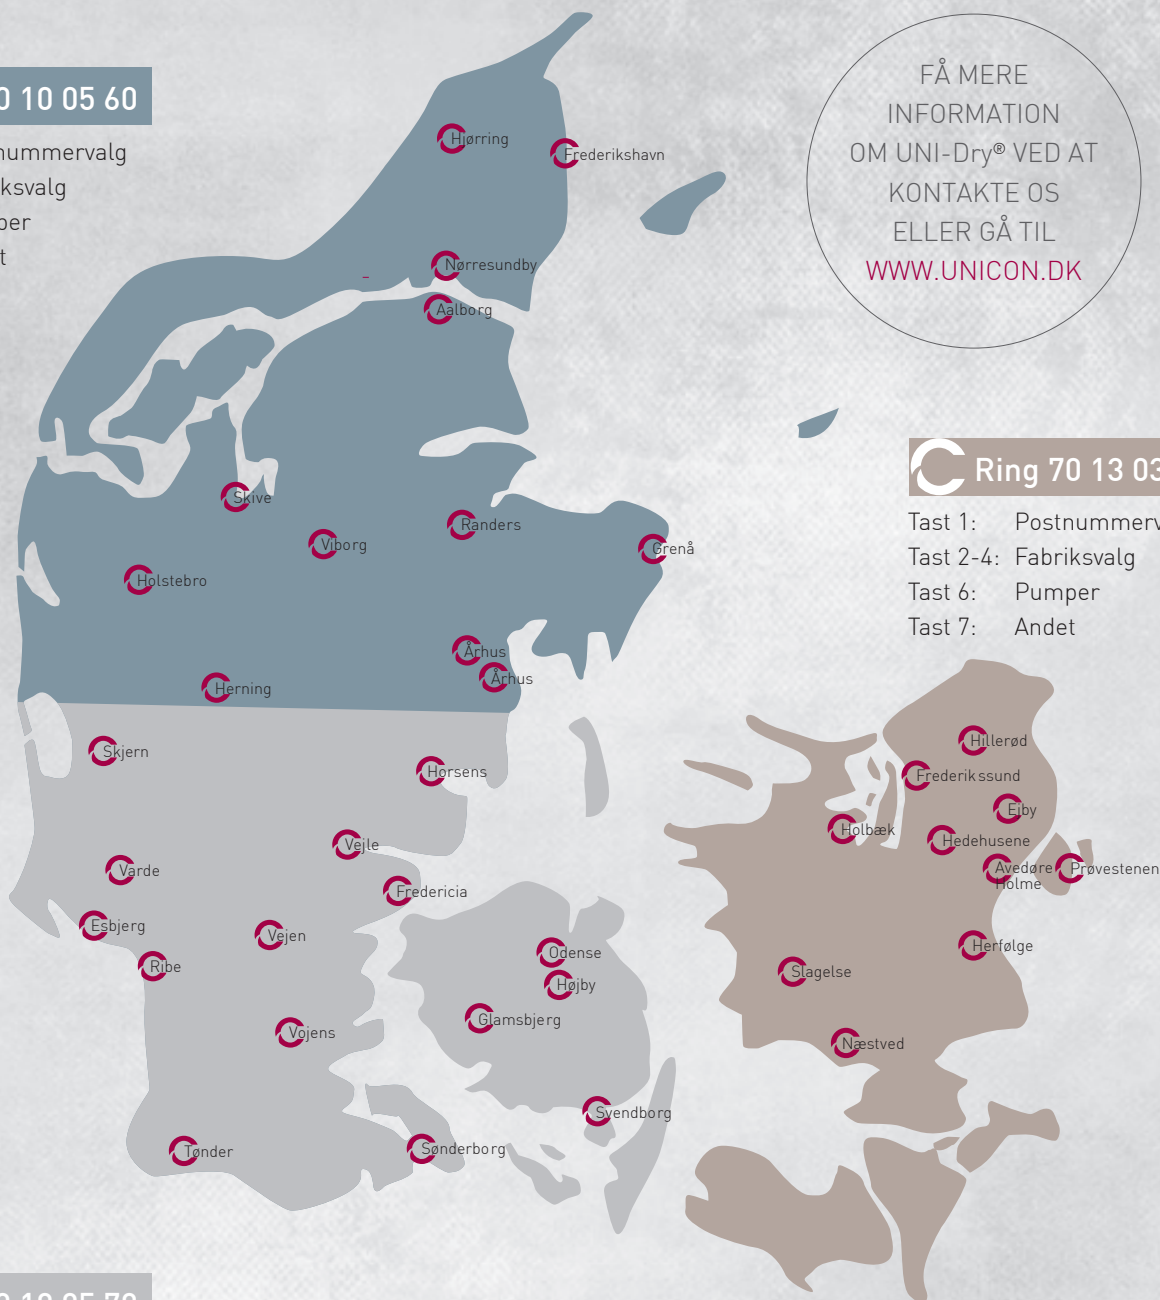 0 10 05 60
nummervalg
ksvalg
per
t
FÅ MERE
INFORMATION
OM UNI-Dry® VED AT
KONTAKTE OS
ELLER GÅ TIL
WWW.UNICON.DK
Hjørring
Frederikshavn
Nørresundby
Aalborg
Skive
Viborg
Randers
Grenå
Holstebro
Århus
Århus
Herning
Ring 70 13 03
Tast 1: Postnummerv
Tast 2-4: Fabriksvalg
Tast 6: Pumper
Tast 7: Andet
Skjern
Horsens
Vejle
Varde
Fredericia
Esbjerg
Vejen
Ribe
Odense
Højby
Glamsbjerg
Vojens
Svendborg
Tønder
Sønderborg
Hillerød
Frederikssund
Ejby
Holbæk
Hedehusene
Avedøre
Holme
Prøvestenen
Herfølge
Slagelse
Næstved